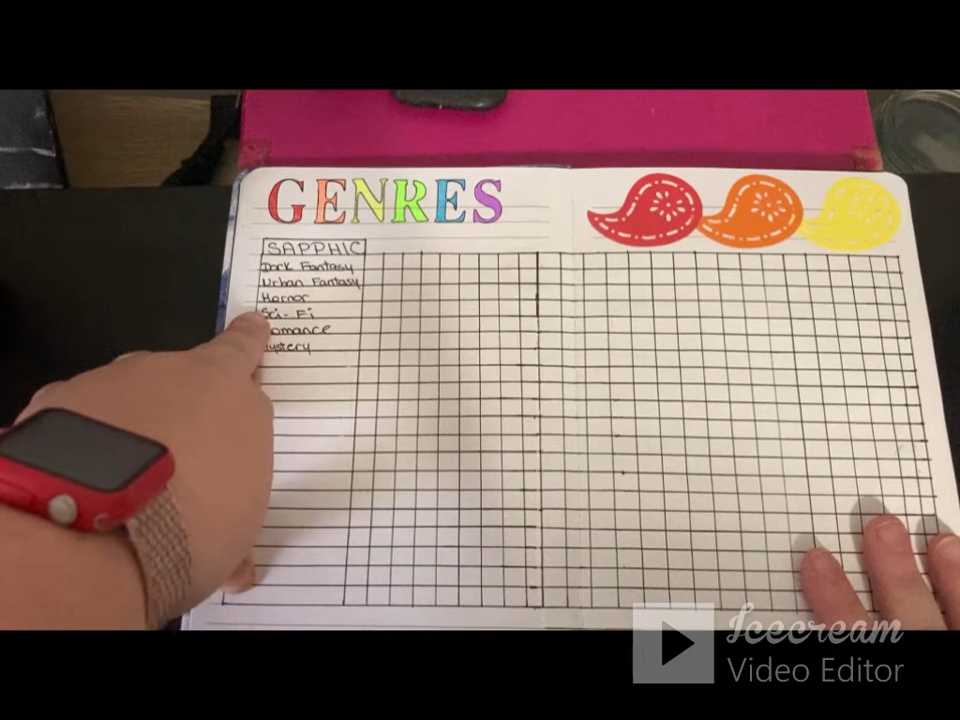 GENRES
SAPPHIC
Dark Fantasy
Urban Fantasy
Horror
Sci-Fi
Romance
Mystery
Icecream
Video Editor